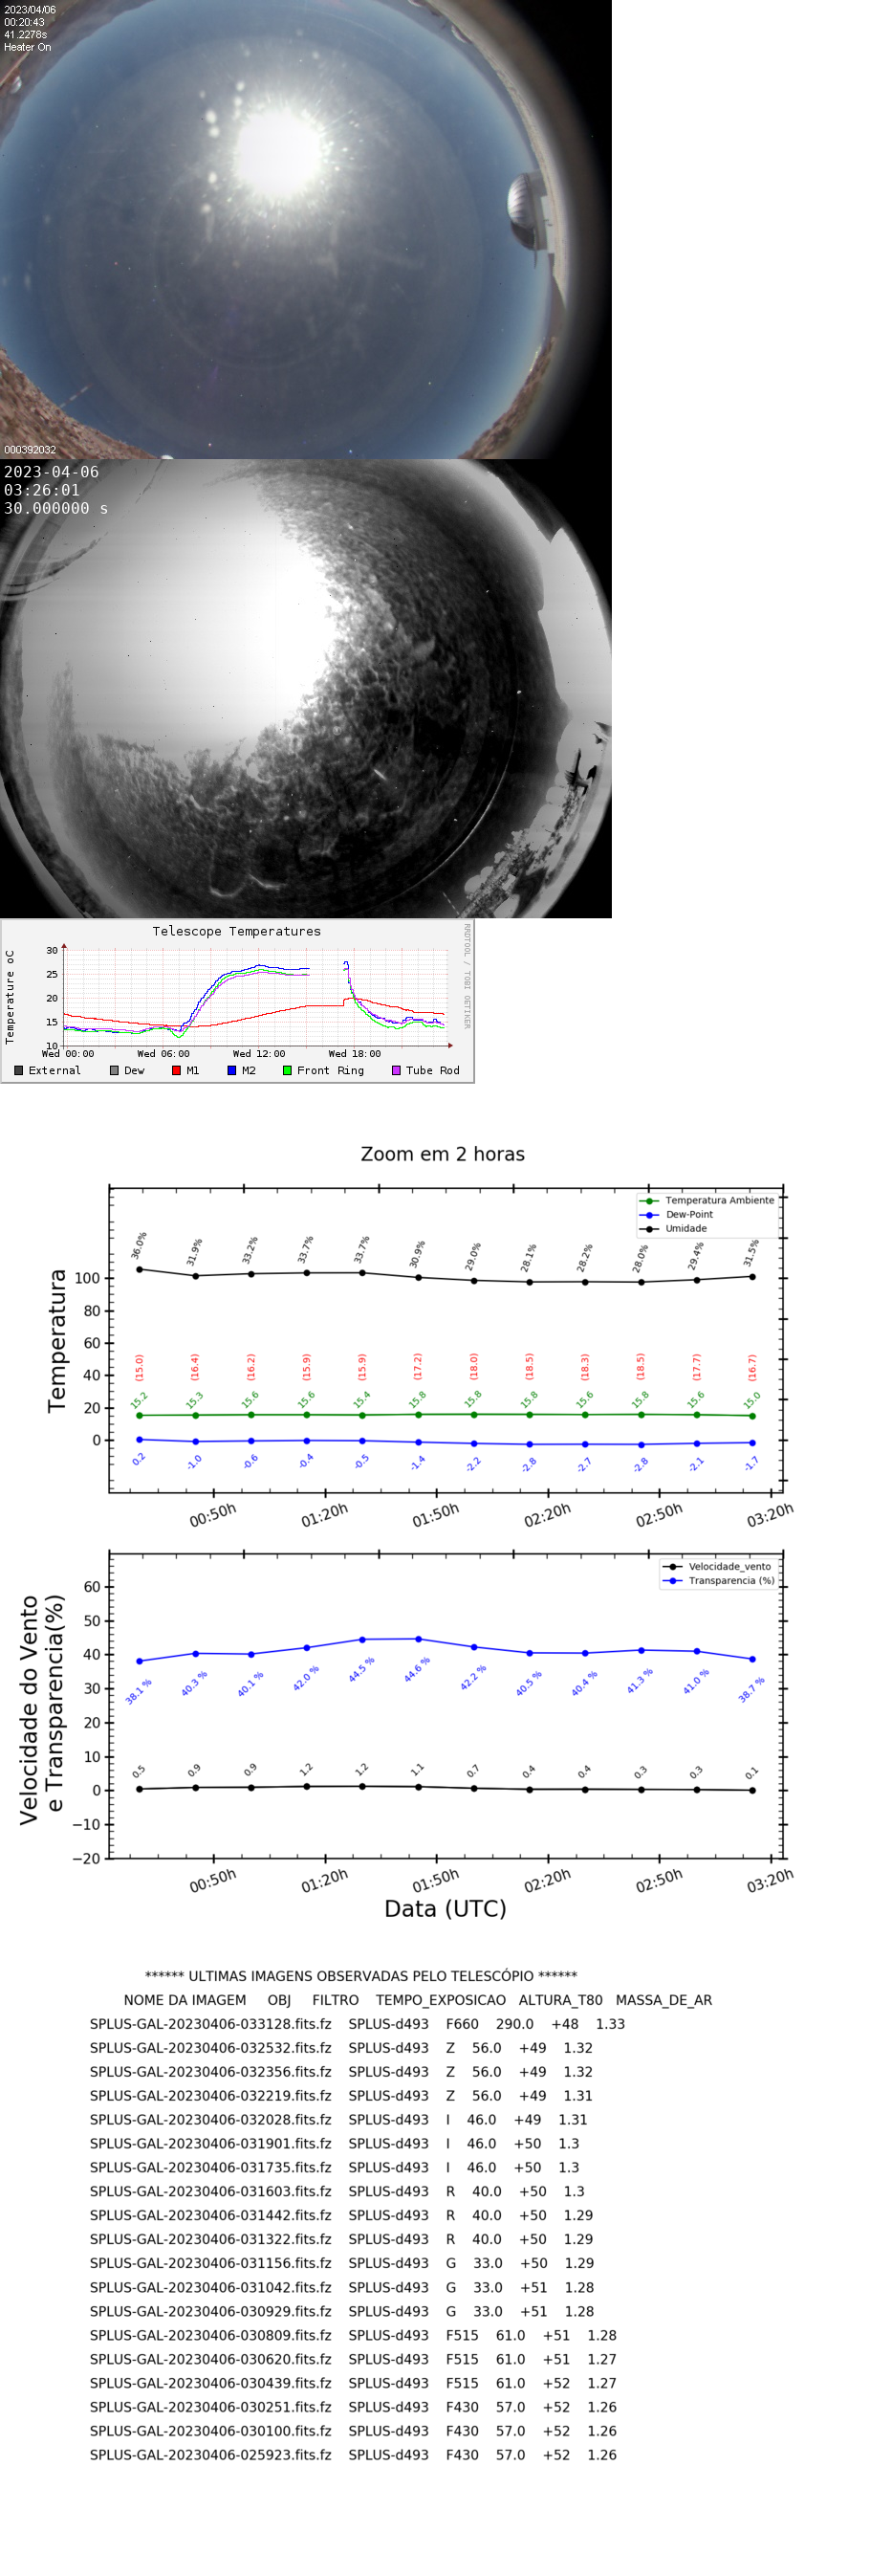 2023/04/06
00:20:43
41.2278s
Heater On
000392032
2023-04-06
03:26:01
30.000000 s
Telescope Temperatures
Temperature oC
RRDTOOL / TOBI OETIKER
30
25
20
15
10
Wed 00:00 Wed 06:00 Wed 12:00 Wed 18:00
External Dew M1 M2 Front Ring Tube Rod
Zoom em 2 horas
Temperatura Ambiente
Dew-Point
Umidade
Temperatura
36.0% 31.9% 33.2% 33.7% 33.7% 30.9% 29.0% 28.1% 28.2% 28.0% 29.4% 31.5%
100
80
60
40
20
0
(15.0) (16.4) (16.2) (15.9) (15.9) (17.2) (18.0) (18.5) (18.3) (18.5) (17.7) (16.7)
15.2 15.3 15.6 15.6 15.4 15.8 15.8 15.8 15.6 15.8 15.6 15.0
0.2 -1.0 -0.6 -0.4 -0.5 -1.4 -2.2 -2.8 -2.7 -2.8 -2.1 -1.7
00:50h 01:20h 01:50h 02:20h 02:50h 03:20h
Velocidade_vento
Transparencia (%)
Velocidade do Vento
e Transparencia(%)
60
50
40
30
20
10
0
−10
−20
38.1 % 40.3 % 40.1 % 42.0 % 44.5 % 44.6 % 42.2 % 40.5 % 40.4 % 41.3 % 41.0 % 38.7 %
0.5 0.9 0.9 1.2 1.2 1.1 0.7 0.4 0.4 0.3 0.3 0.1
00:50h 01:20h 01:50h 02:20h 02:50h 03:20h
Data (UTC)
****** ULTIMAS IMAGENS OBSERVADAS PELO TELESCÓPIO ******
NOME DA IMAGEM OBJ FILTRO TEMPO_EXPOSICAO ALTURA_T80 MASSA_DE_AR
SPLUS-GAL-20230406-033128.fits.fz SPLUS-d493 F660 290.0 +48 1.33
SPLUS-GAL-20230406-032532.fits.fz SPLUS-d493 Z 56.0 +49 1.32
SPLUS-GAL-20230406-032356.fits.fz SPLUS-d493 Z 56.0 +49 1.32
SPLUS-GAL-20230406-032219.fits.fz SPLUS-d493 Z 56.0 +49 1.31
SPLUS-GAL-20230406-032028.fits.fz SPLUS-d493 I 46.0 +49 1.31
SPLUS-GAL-20230406-031901.fits.fz SPLUS-d493 I 46.0 +50 1.3
SPLUS-GAL-20230406-031735.fits.fz SPLUS-d493 I 46.0 +50 1.3
SPLUS-GAL-20230406-031603.fits.fz SPLUS-d493 R 40.0 +50 1.3
SPLUS-GAL-20230406-031442.fits.fz SPLUS-d493 R 40.0 +50 1.29
SPLUS-GAL-20230406-031322.fits.fz SPLUS-d493 R 40.0 +50 1.29
SPLUS-GAL-20230406-031156.fits.fz SPLUS-d493 G 33.0 +50 1.29
SPLUS-GAL-20230406-031042.fits.fz SPLUS-d493 G 33.0 +51 1.28
SPLUS-GAL-20230406-030929.fits.fz SPLUS-d493 G 33.0 +51 1.28
SPLUS-GAL-20230406-030809.fits.fz SPLUS-d493 F515 61.0 +51 1.28
SPLUS-GAL-20230406-030620.fits.fz SPLUS-d493 F515 61.0 +51 1.27
SPLUS-GAL-20230406-030439.fits.fz SPLUS-d493 F515 61.0 +52 1.27
SPLUS-GAL-20230406-030251.fits.fz SPLUS-d493 F430 57.0 +52 1.26
SPLUS-GAL-20230406-030100.fits.fz SPLUS-d493 F430 57.0 +52 1.26
SPLUS-GAL-20230406-025923.fits.fz SPLUS-d493 F430 57.0 +52 1.26